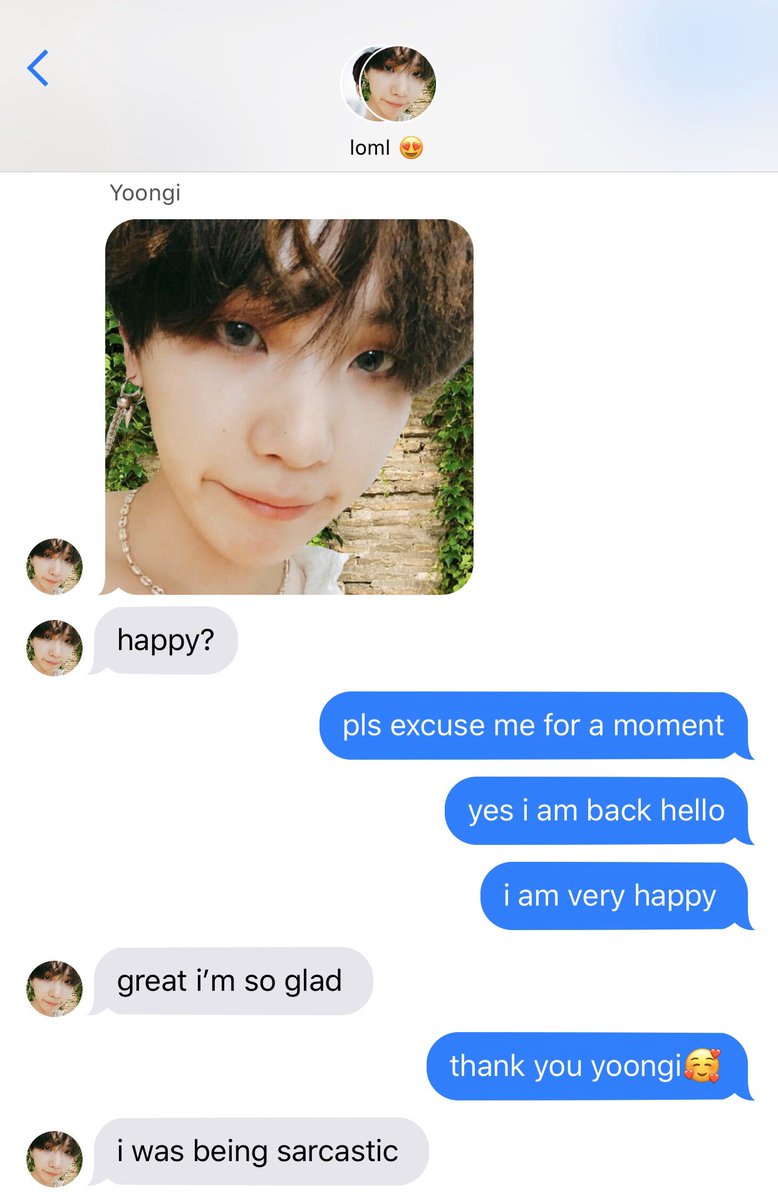 loml 😍
Yoongi
happy?
pls excuse me for a moment
yes i am back hello
i am very happy
great i’m so glad
thank you yoongi🥰
i was being sarcastic